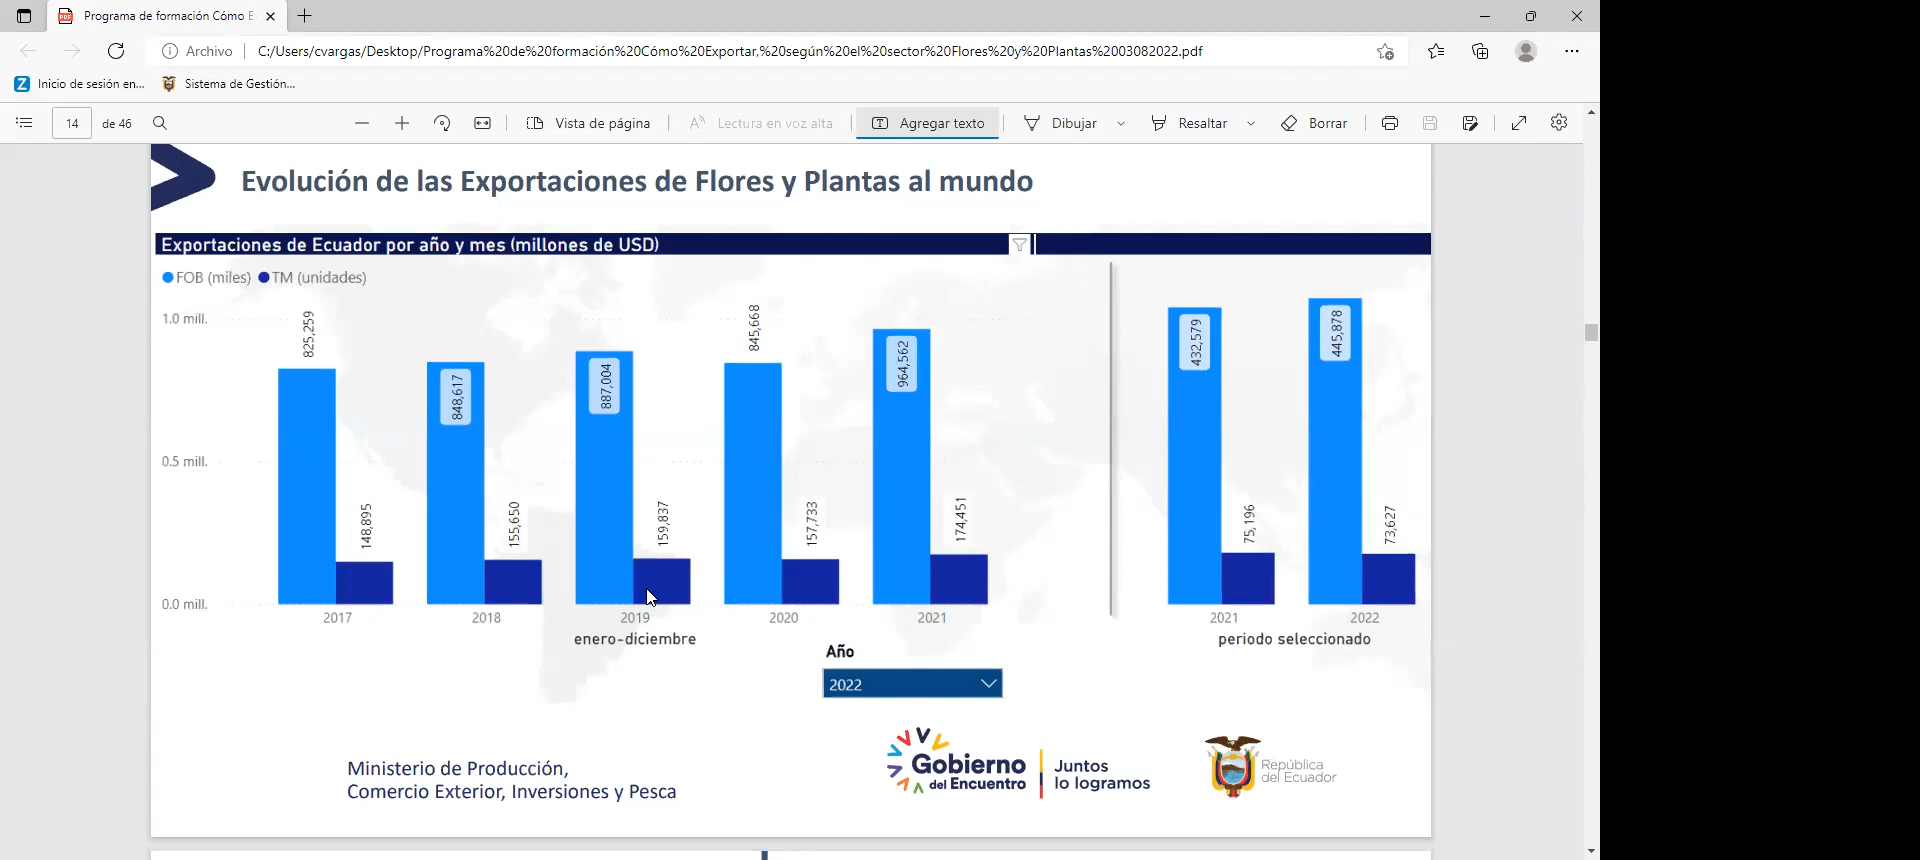 Programa de formación Cómo E
Archivo
C:/Users/cvargas/Desktop/Programa%20de%20formación%20Cómo%20Exportar,%20según%20el%20sector%20Flores%20y%20Plantas%2003082022.pdf
Inicio de sesión en...
Sistema de Gestión...
14 de 46
Vista de página
Lectura en voz alta
Agregar texto
Dibujar
Resaltar
Borrar
Evolución de las Exportaciones de Flores y Plantas al mundo
Exportaciones de Ecuador por año y mes (millones de USD)
FOB (miles) TM (unidades)
1.0 mill.
0.5 mill.
0.0 mill.
825,259
148,895
848,617
155,650
887,004
159,837
845,668
157,733
964,562
174,451
432,579
75,196
445,878
73,627
2017 2018 2019 2020 2021 2021 2022
enero-diciembre
periodo seleccionado
Año
2022
Ministerio de Producción,
Comercio Exterior, Inversiones y Pesca
Gobierno
del Encuentro
Juntos
lo logramos
República
del Ecuador